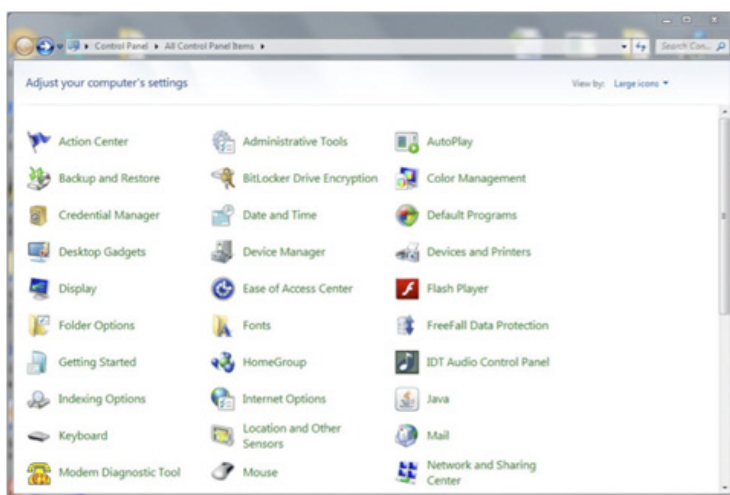 Control Panel ▸ All Control Panel Items ▸
Search Con...
Adjust your computer's settings
View by: Large icons
Action Center
Administrative Tools
AutoPlay
Backup and Restore
BitLocker Drive Encryption
Color Management
Credential Manager
Date and Time
Default Programs
Desktop Gadgets
Device Manager
Devices and Printers
Display
Ease of Access Center
Flash Player
Folder Options
Fonts
FreeFall Data Protection
Getting Started
HomeGroup
IDT Audio Control Panel
Indexing Options
Internet Options
Java
Keyboard
Location and Other
Sensors
Mail
Modem Diagnostic Tool
Mouse
Network and Sharing
Center